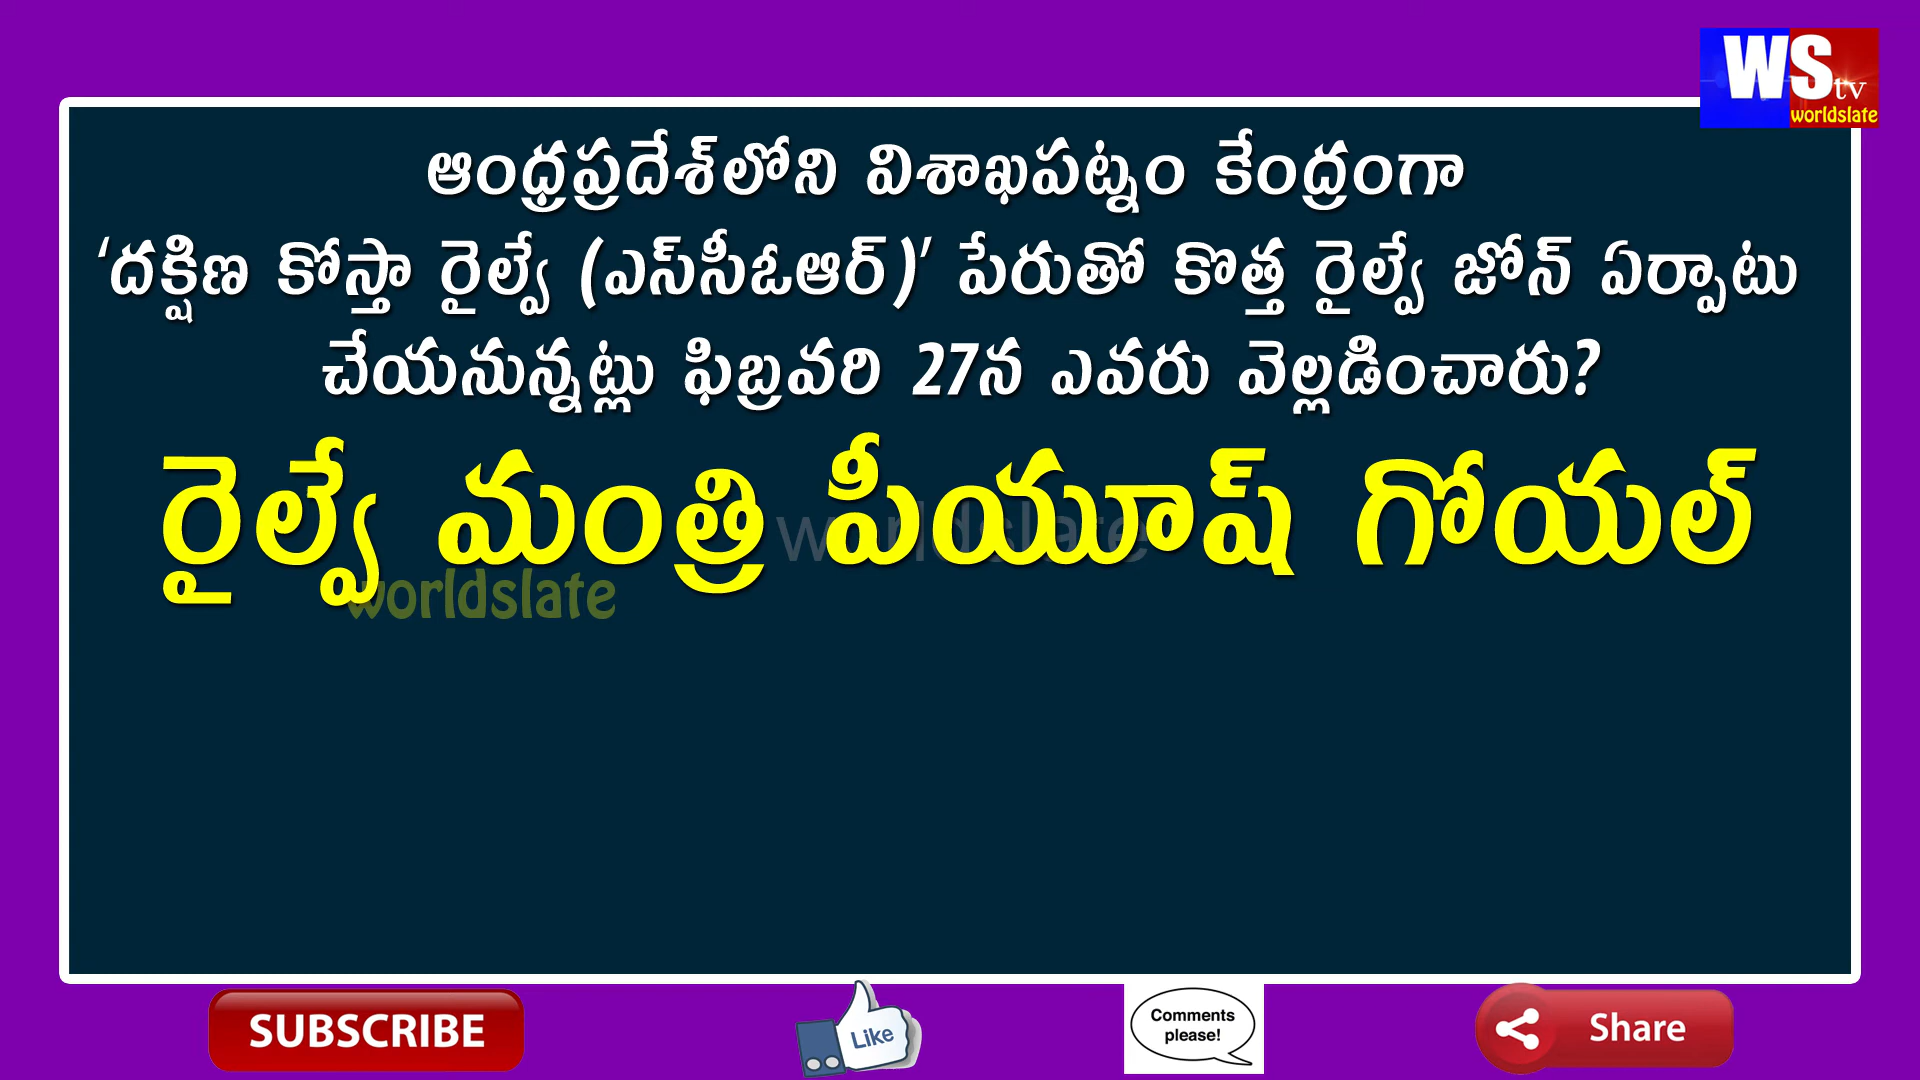 WS tv
worldslate
ఆంధ్రప్రదేశ్‌లోని విశాఖపట్నం కేంద్రంగా
‘దక్షిణ కోస్తా రైల్వే (ఎస్‌సీఓఆర్)’ పేరుతో కొత్త రైల్వే జోన్ ఏర్పాటు
చేయనున్నట్లు ఫిబ్రవరి 27న ఎవరు వెల్లడించారు?
రైల్వే మంత్రి పీయూష్ గోయల్
worldslate
worldslate
SUBSCRIBE
Like
Comments
please!
Share